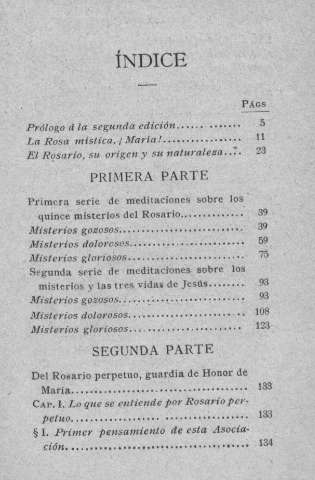 ÍNDICE
PÁGS
Prólogo á la segunda edición.............. 5
La Rosa mística. ¡María!................... 11
El Rosario, su origen y su naturaleza..?. 23
PRIMERA PARTE
Primera serie de meditaciones sobre los
quince misterios del Rosario............. 39
Misterios gozosos........................... 39
Misterios dolorosos......................... 59
Misterios gloriosos......................... 75
Segunda serie de meditaciones sobre los
misterios y las tres vidas de Jesús........ 93
Misterios gozosos........................... 93
Misterios dolorosos......................... 108
Misterios gloriosos......................... 123
SEGUNDA PARTE
Del Rosario perpetuo, guardia de Honor de
María...................................... 133
CAP. I. Lo que se entiende por Rosario per-
petuo...................................... 133
§ I. Primer pensamiento de esta Asocia-
ción....................................... 134